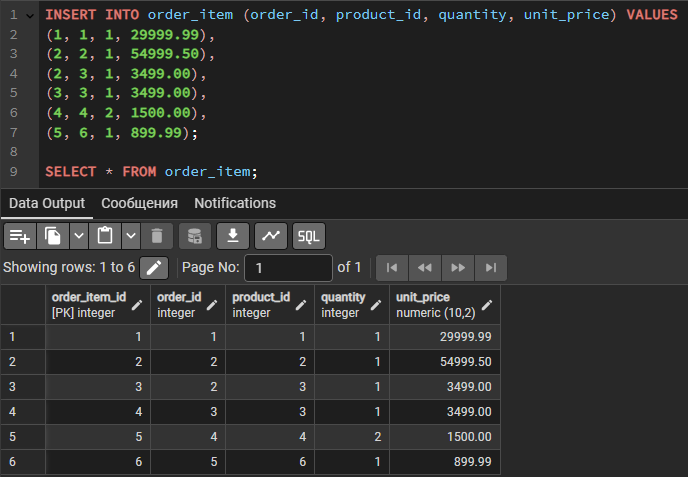 1 INSERT INTO order_item (order_id, product_id, quantity, unit_price) VALUES
2 (1, 1, 1, 29999.99),
3 (2, 2, 1, 54999.50),
4 (2, 3, 1, 3499.00),
5 (3, 3, 1, 3499.00),
6 (4, 4, 2, 1500.00),
7 (5, 6, 1, 899.99);
8
9 SELECT * FROM order_item;
Data Output Сообщения Notifications
SQL
Showing rows: 1 to 6 Page No: 1 of 1
order_item_id order_id product_id quantity unit_price
[PK] integer integer integer integer numeric (10,2)
1 1 1 1 1 29999.99
2 2 2 2 1 54999.50
3 3 2 3 1 3499.00
4 4 3 3 1 3499.00
5 5 4 4 2 1500.00
6 6 5 6 1 899.99